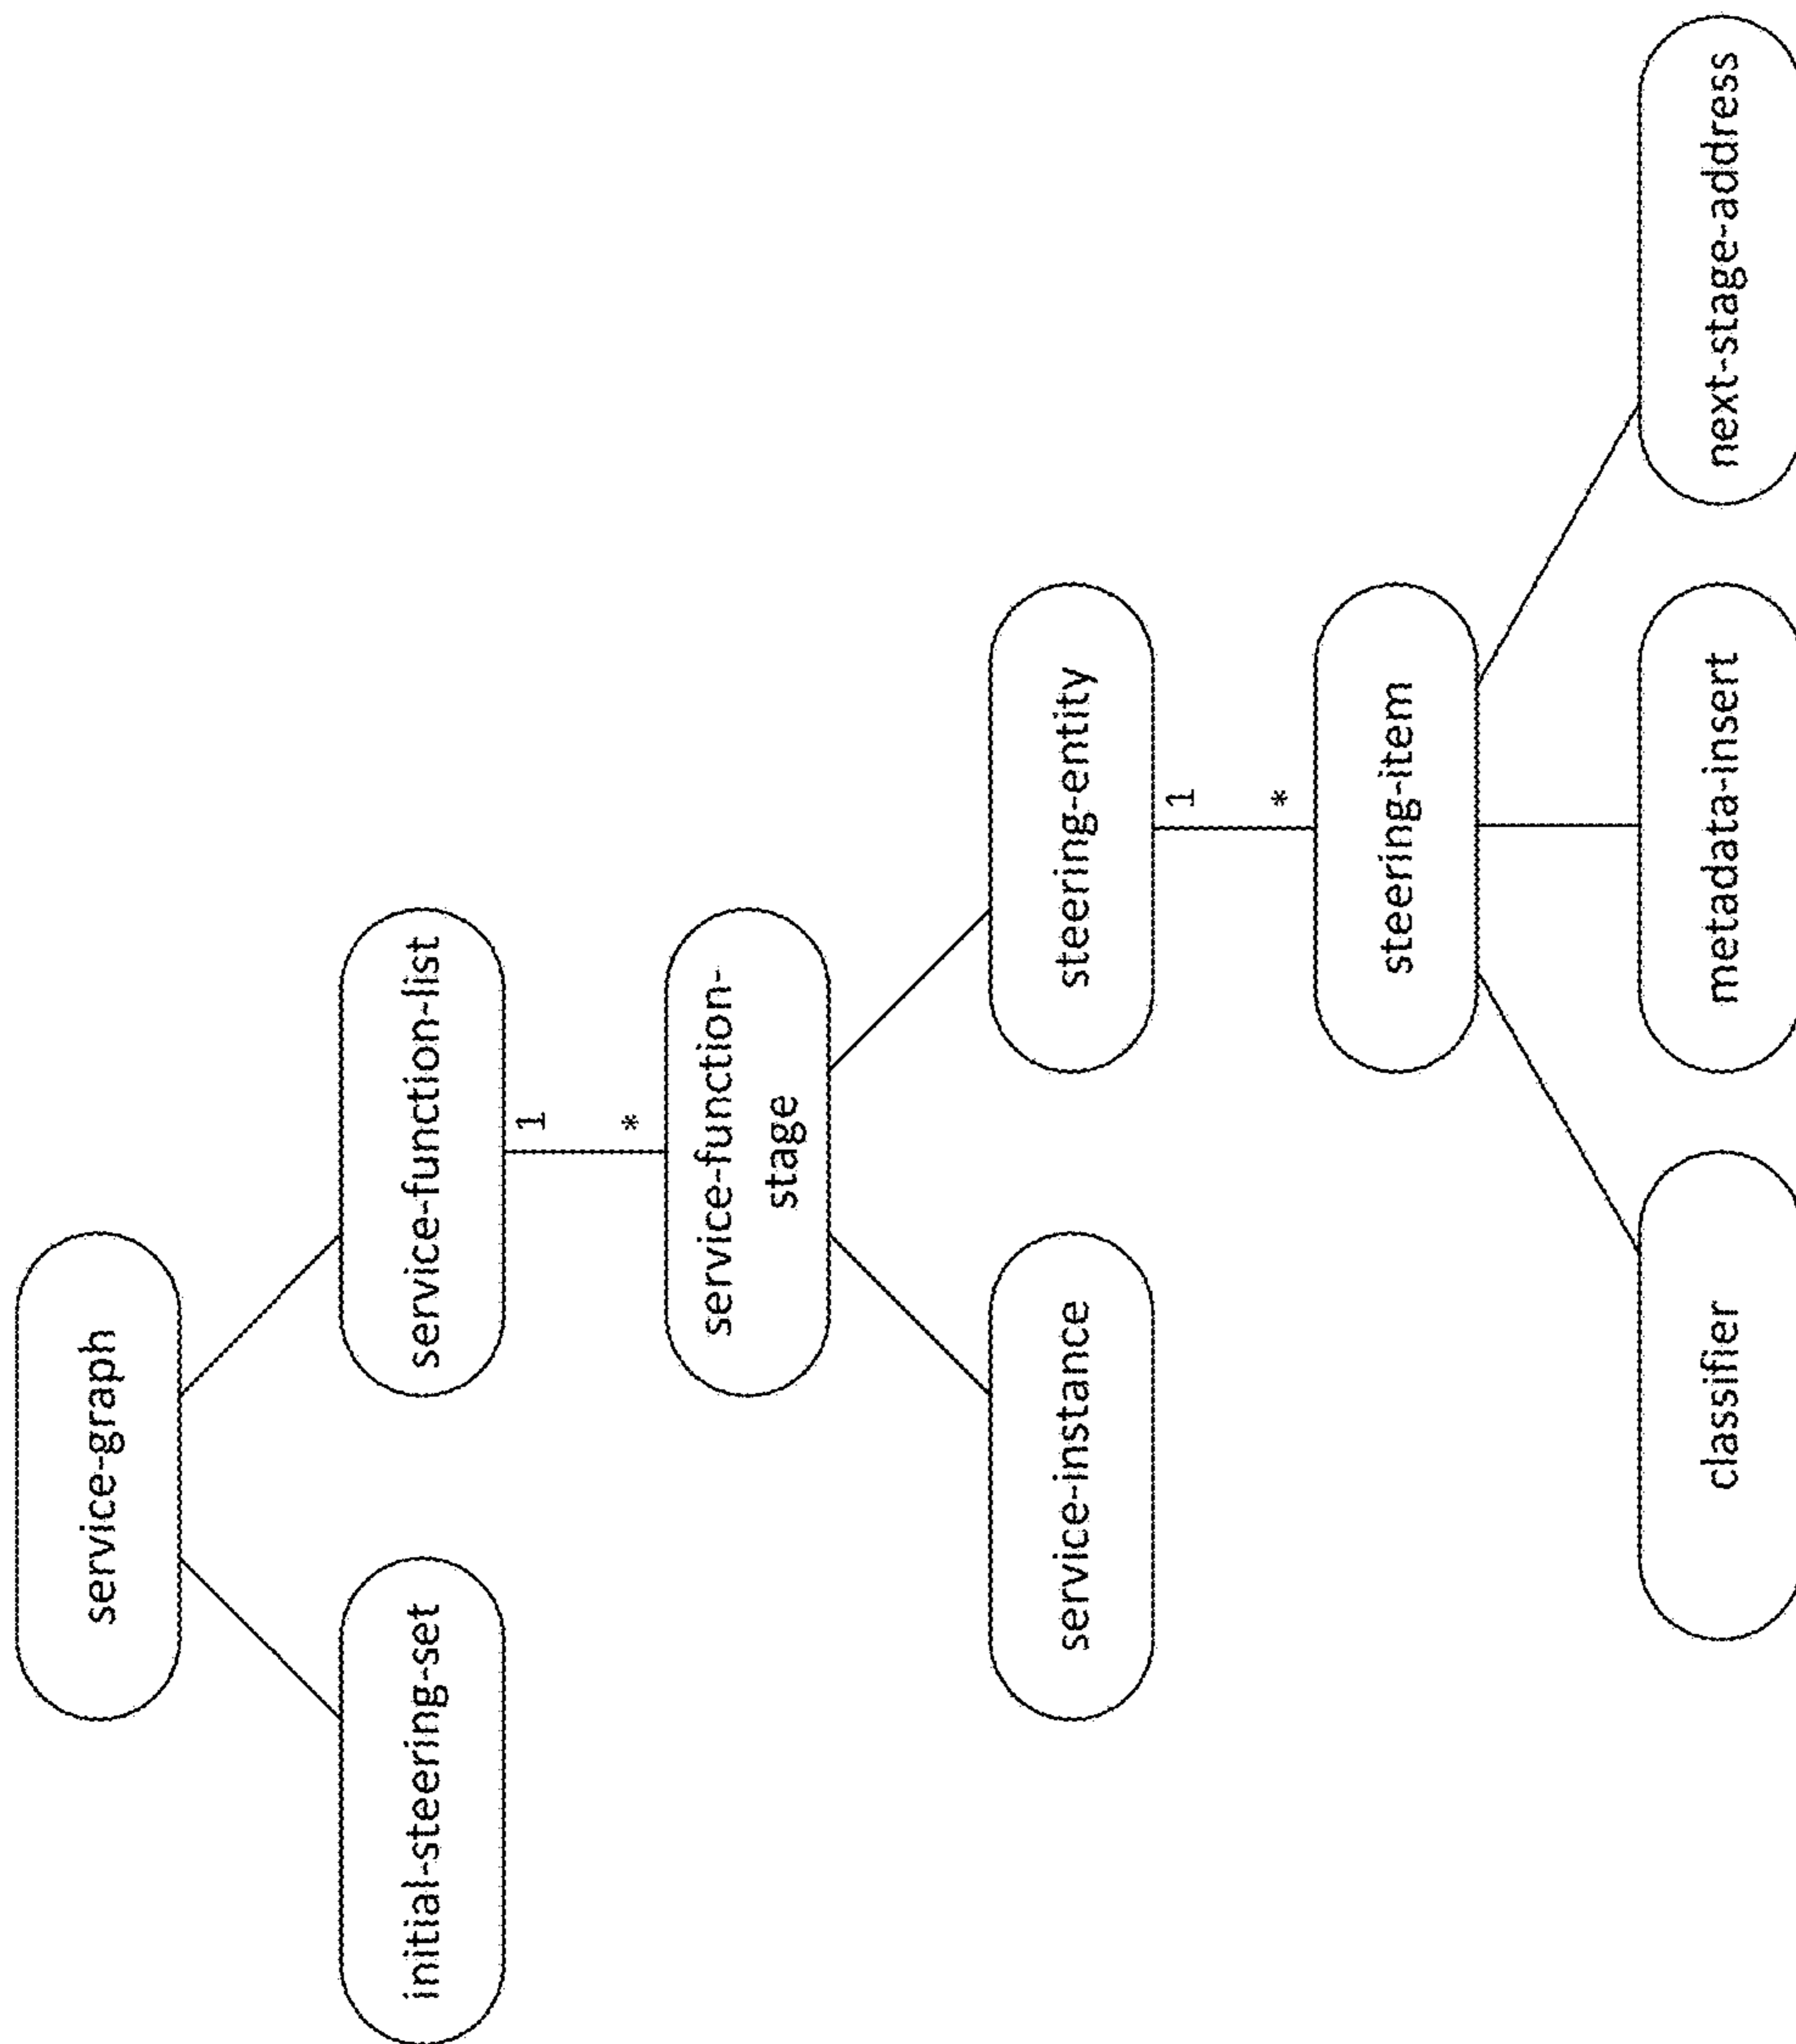 service-graph
initial-steering-set
service-function-list
1
*
service-function-
stage
service-instance
steering-entity
1
*
steering-item
classifier
metadata-insert
next-stage-address